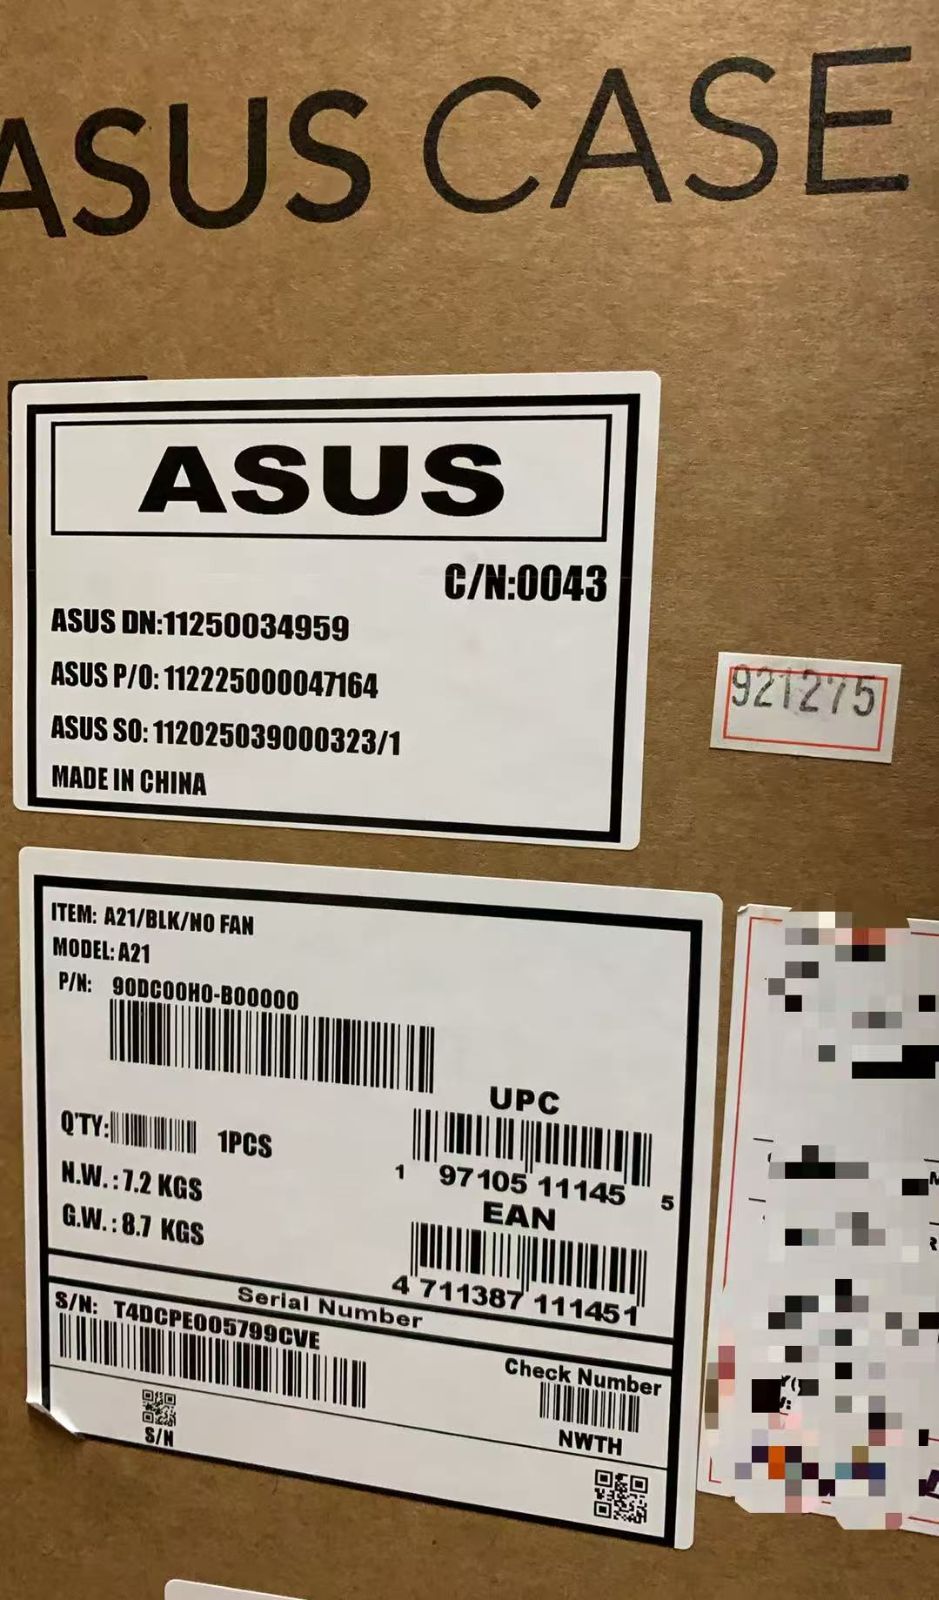 ASUS CASE
ASUS
C/N:0043
ASUS DN:11250034959
ASUS P/O: 112225000047164
ASUS SO: 112025039000323/1
MADE IN CHINA
921275
ITEM: A21/BLK/NO FAN
MODEL: A21
P/N: 90DC00H0-B00000
UPC
Q'TY: 1PCS
1 97105 11145 5
N.W.:7.2 KGS
EAN
G.W.:8.7 KGS
4 711387 111451
Serial Number
S/N: T4DCPE005799CVE
Check Number
NWTH
S/N